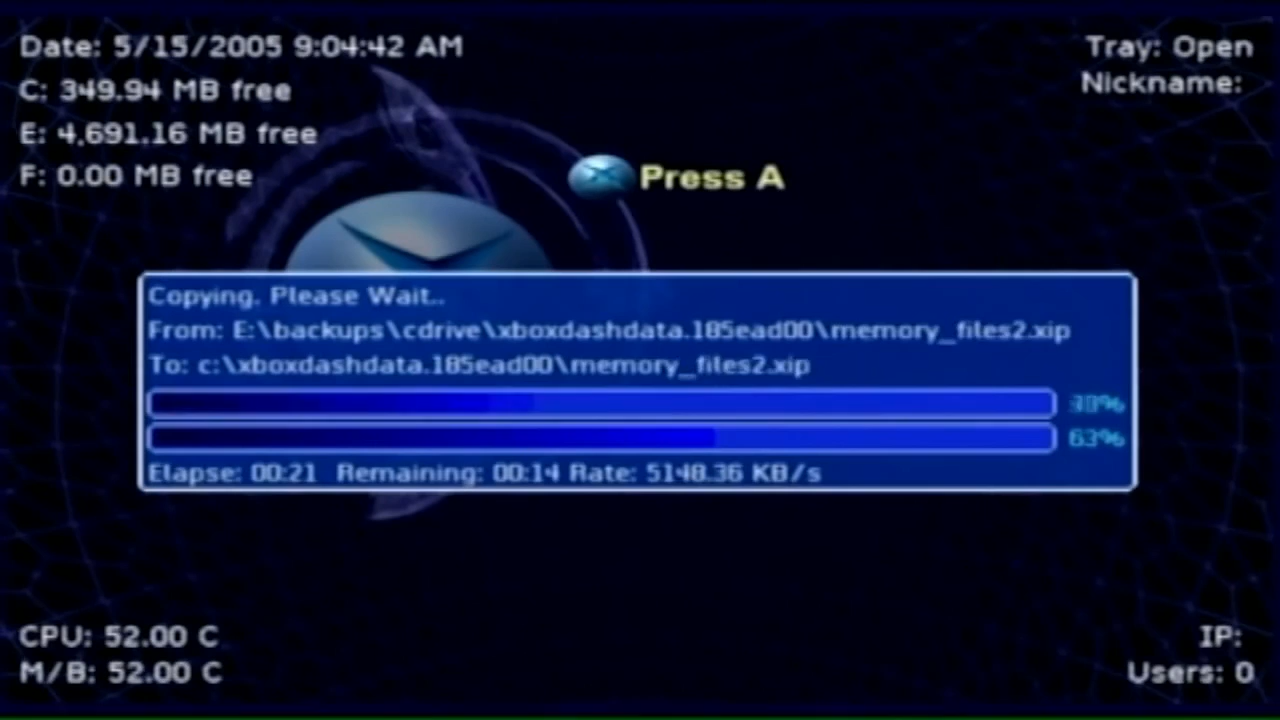 Date: 5/15/2005 9:04:42 AM
Tray: Open
C: 349.94 MB free
Nickname:
E: 4,691.16 MB free
F: 0.00 MB free
Press A
Copying. Please Wait..
From: E:\backups\cdrive\xboxdashdata.185ead00\memory_files2.xip
To: c:\xboxdashdata.185ead00\memory_files2.xip
63%
Elapse: 00:21 Remaining: 00:14 Rate: 5148.36 KB/s
CPU: 52.00 C
IP:
M/B: 52.00 C
Users: 0